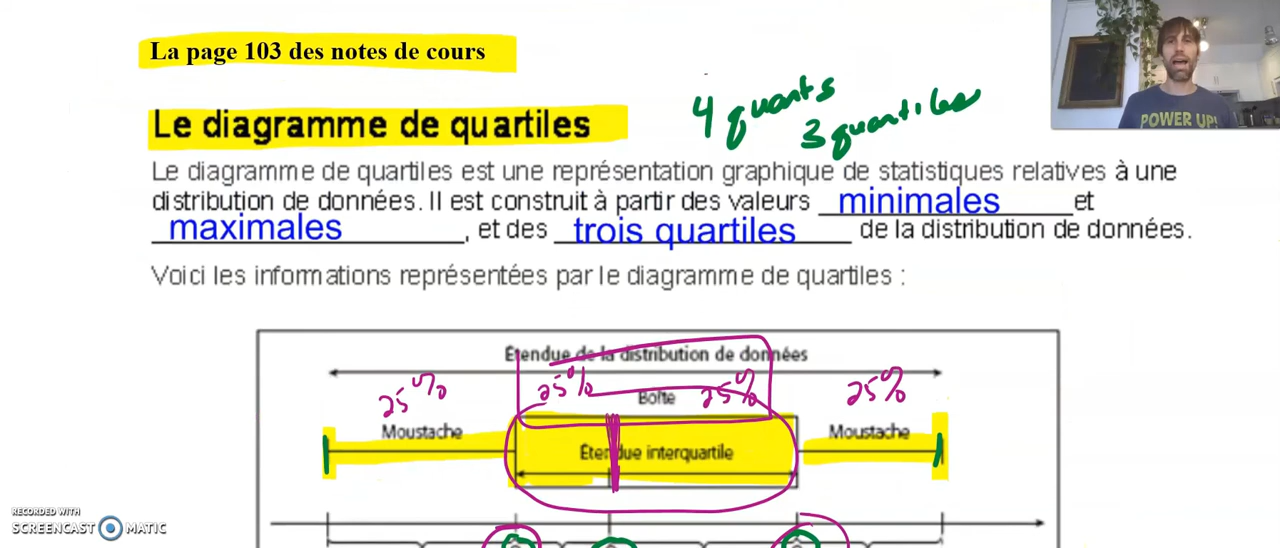 La page 103 des notes de cours
POWER UP!
4 quarts
3 quartiles
Le diagramme de quartiles
Le diagramme de quartiles est une représentation graphique de statistiques relatives à une
distribution de données. Il est construit à partir des valeurs minimales et
maximales, et des trois quartiles de la distribution de données.
Voici les informations représentées par le diagramme de quartiles :
Étendue de la distribution de données
25% 25% 25% 25%
Boîte
Moustache Moustache
Étendue interquartile
RECORDED WITH
SCREENCAST MATIC